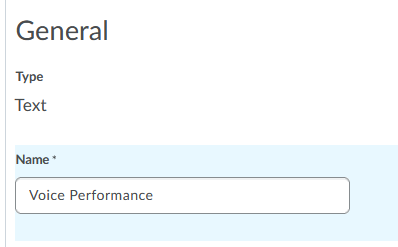 General
Type
Text
Name *
Voice Performance